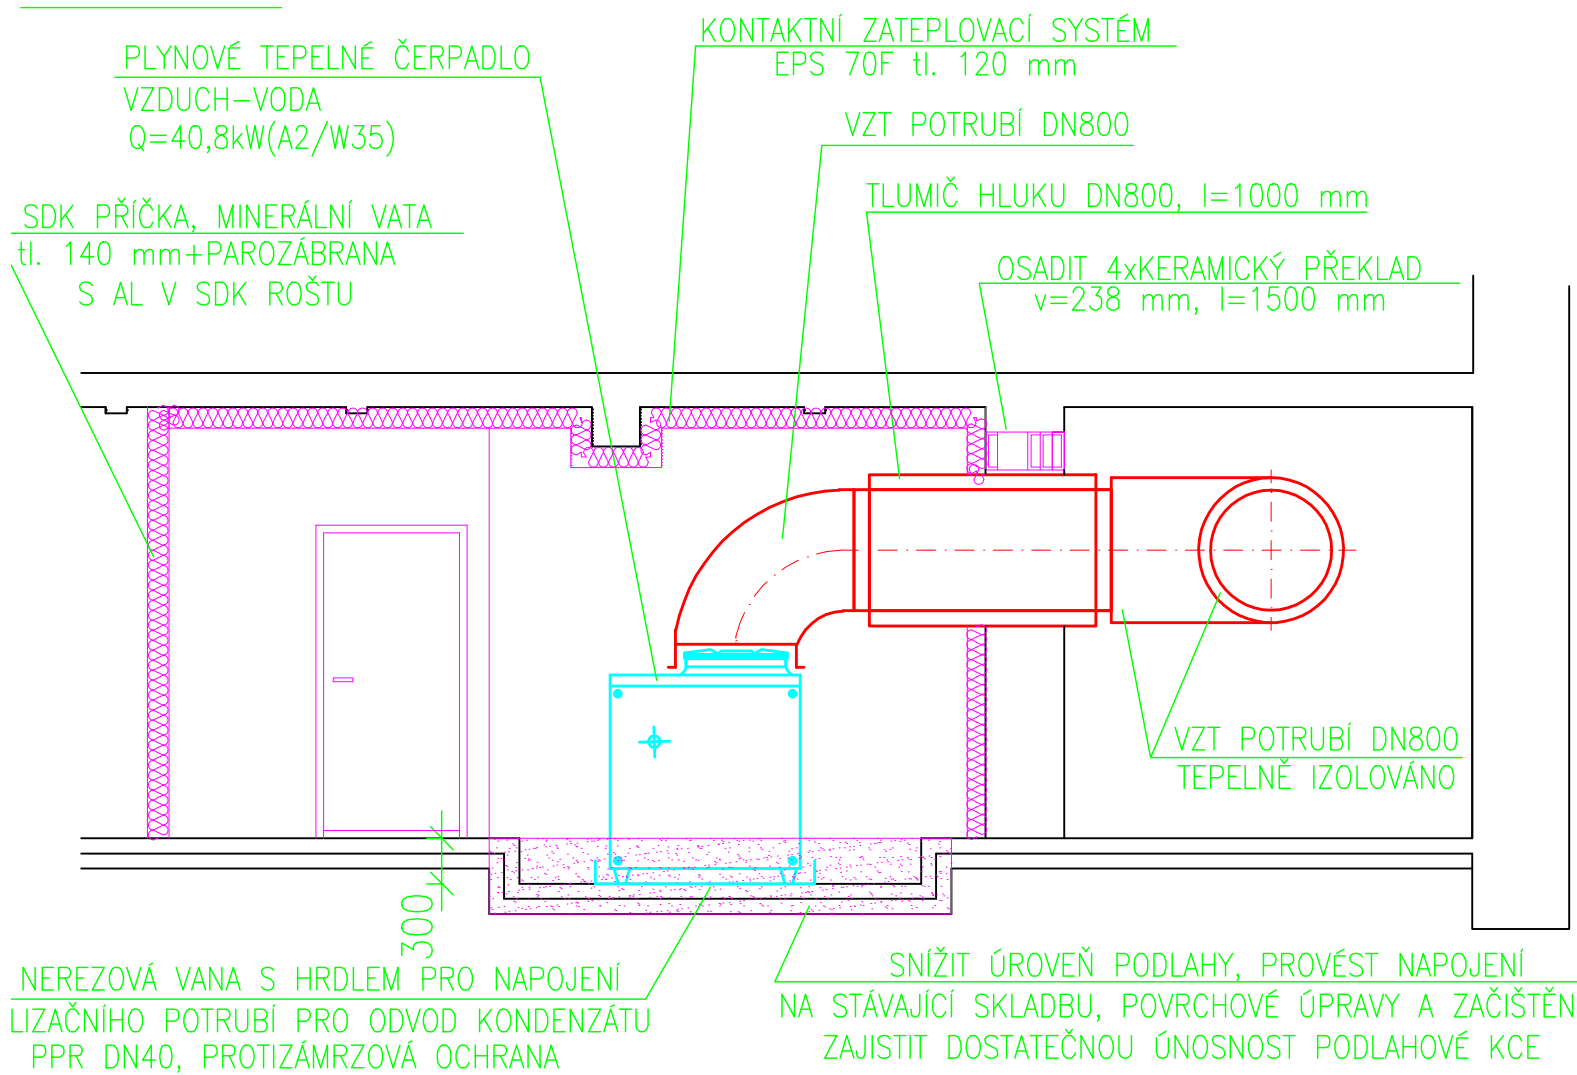 KONTAKTNÍ ZATEPLOVACÍ SYSTÉM
EPS 70F tl. 120 mm
PLYNOVÉ TEPELNÉ ČERPADLO
VZDUCH-VODA
Q=40,8kW(A2/W35)
VZT POTRUBÍ DN800
TLUMIČ HLUKU DN800, l=1000 mm
SDK PŘÍČKA, MINERÁLNÍ VATA
tl. 140 mm+PAROZÁBRANA
S AL V SDK ROŠTU
OSADIT 4xKERAMICKÝ PŘEKLAD
v=238 mm, l=1500 mm
VZT POTRUBÍ DN800
TEPELNĚ IZOLOVÁNO
300
NEREZOVÁ VANA S HRDLEM PRO NAPOJENÍ
LIZAČNÍHO POTRUBÍ PRO ODVOD KONDENZÁTU
PPR DN40, PROTIZÁMRZOVÁ OCHRANA
SNÍŽIT ÚROVEŇ PODLAHY, PROVÉST NAPOJENÍ
NA STÁVAJÍCÍ SKLADBU, POVRCHOVÉ ÚPRAVY A ZAČIŠTĚN
ZAJISTIT DOSTATEČNOU ÚNOSNOST PODLAHOVÉ KCE